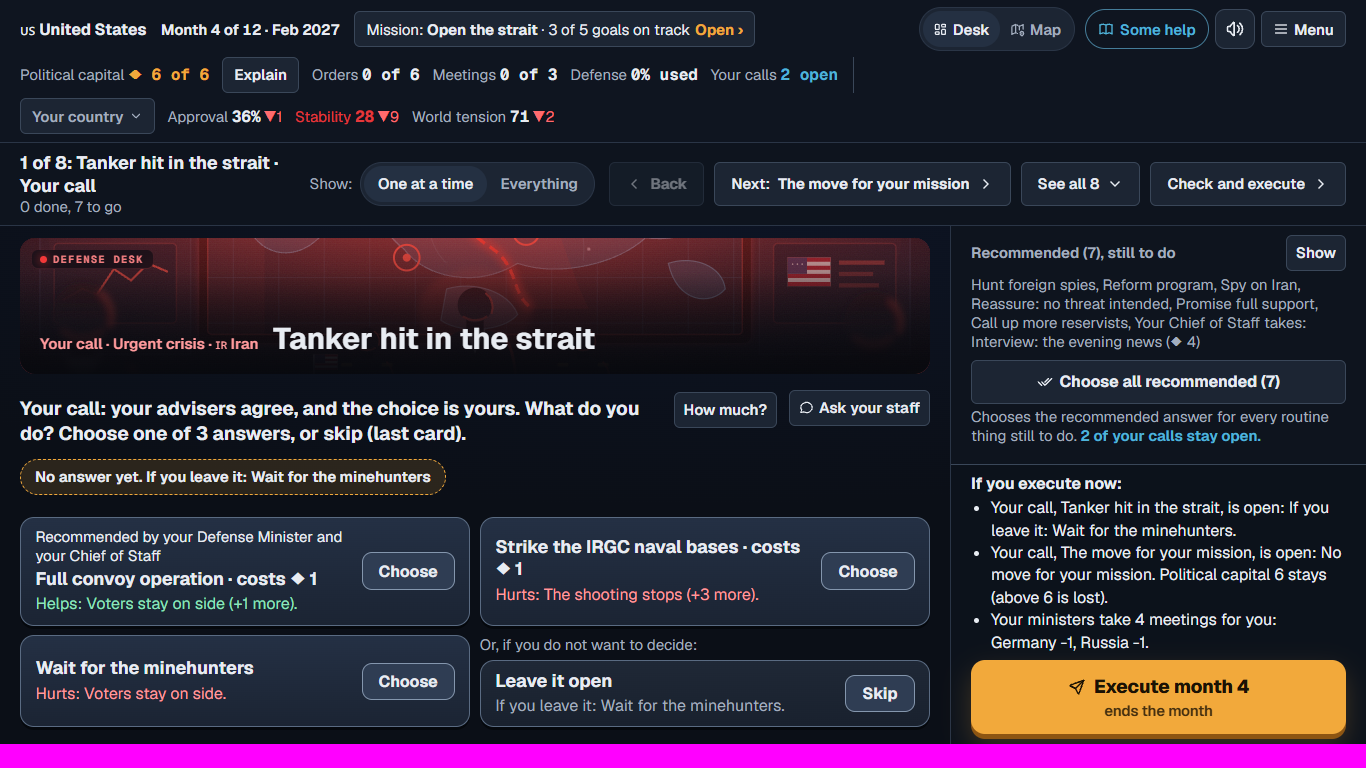 US United States Month 4 of 12 · Feb 2027 Mission: Open the strait · 3 of 5 goals on track Open › Desk Map Some help Menu
Political capital ◆ 6 of 6 Explain Orders 0 of 6 Meetings 0 of 3 Defense 0% used Your calls 2 open
Your country Approval 36% ▼1 Stability 28 ▼9 World tension 71 ▼2
1 of 8: Tanker hit in the strait ·
Your call
0 done, 7 to go
Show: One at a time Everything Back Next: The move for your mission See all 8 Check and execute
DEFENSE DESK
Your call · Urgent crisis · IR Iran Tanker hit in the strait
Your call: your advisers agree, and the choice is yours. What do you
do? Choose one of 3 answers, or skip (last card).
How much? Ask your staff
No answer yet. If you leave it: Wait for the minehunters
Recommended by your Defense Minister and
your Chief of Staff
Full convoy operation · costs ◆ 1
Helps: Voters stay on side (+1 more).
Choose
Strike the IRGC naval bases · costs
◆ 1
Hurts: The shooting stops (+3 more).
Choose
Wait for the minehunters
Hurts: Voters stay on side.
Choose
Or, if you do not want to decide:
Leave it open
If you leave it: Wait for the minehunters.
Skip
Recommended (7), still to do Show
Hunt foreign spies, Reform program, Spy on Iran,
Reassure: no threat intended, Promise full support,
Call up more reservists, Your Chief of Staff takes:
Interview: the evening news (◆ 4)
Choose all recommended (7)
Chooses the recommended answer for every routine
thing still to do. 2 of your calls stay open.
If you execute now:
• Your call, Tanker hit in the strait, is open: If you
leave it: Wait for the minehunters.
• Your call, The move for your mission, is open: No
move for your mission. Political capital 6 stays
(above 6 is lost).
• Your ministers take 4 meetings for you:
Germany -1, Russia -1.
Execute month 4
ends the month